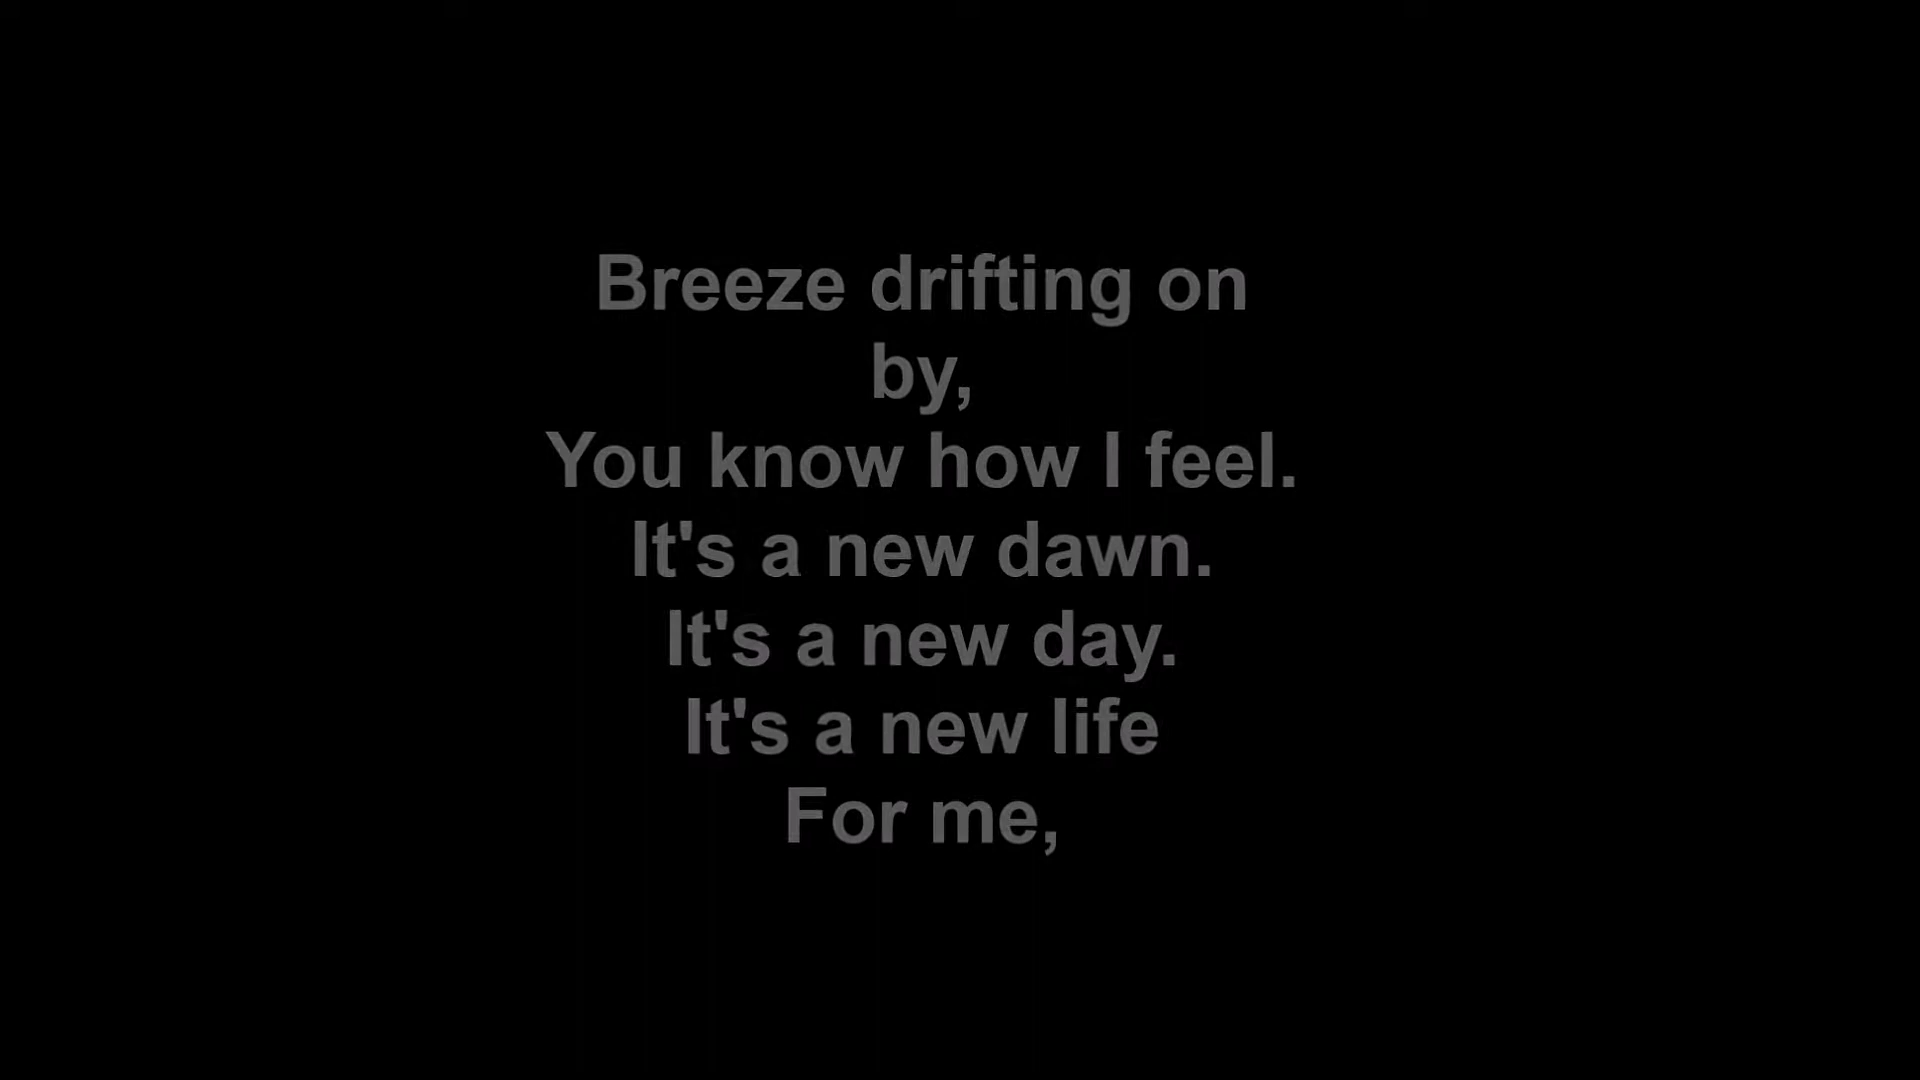 Breeze drifting on
by,
You know how I feel.
It's a new dawn.
It's a new day.
It's a new life
For me,